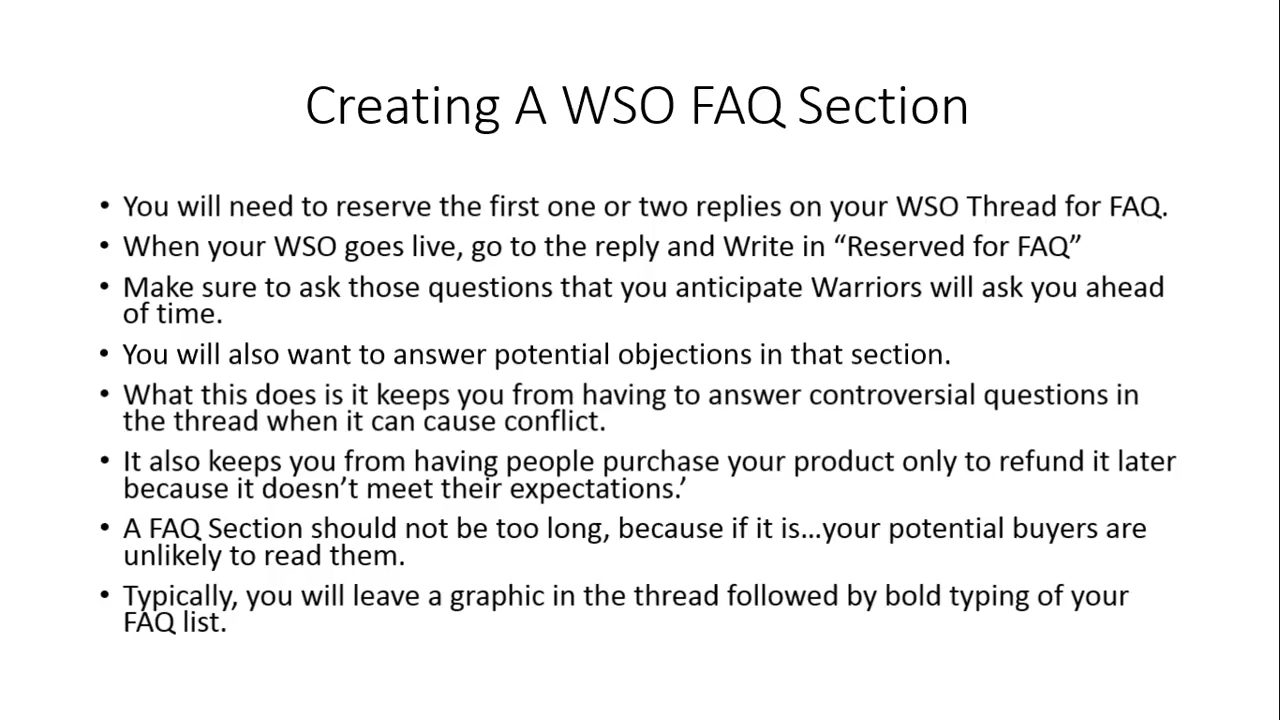 Creating A WSO FAQ Section
• You will need to reserve the first one or two replies on your WSO Thread for FAQ.
• When your WSO goes live, go to the reply and Write in “Reserved for FAQ”
• Make sure to ask those questions that you anticipate Warriors will ask you ahead
of time.
• You will also want to answer potential objections in that section.
• What this does is it keeps you from having to answer controversial questions in
the thread when it can cause conflict.
• It also keeps you from having people purchase your product only to refund it later
because it doesn’t meet their expectations.’
• A FAQ Section should not be too long, because if it is...your potential buyers are
unlikely to read them.
• Typically, you will leave a graphic in the thread followed by bold typing of your
FAQ list.